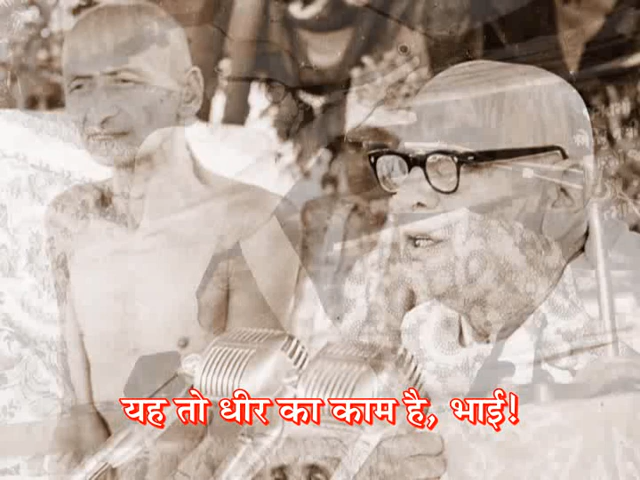 यह तो धीर का काम है, भाई!